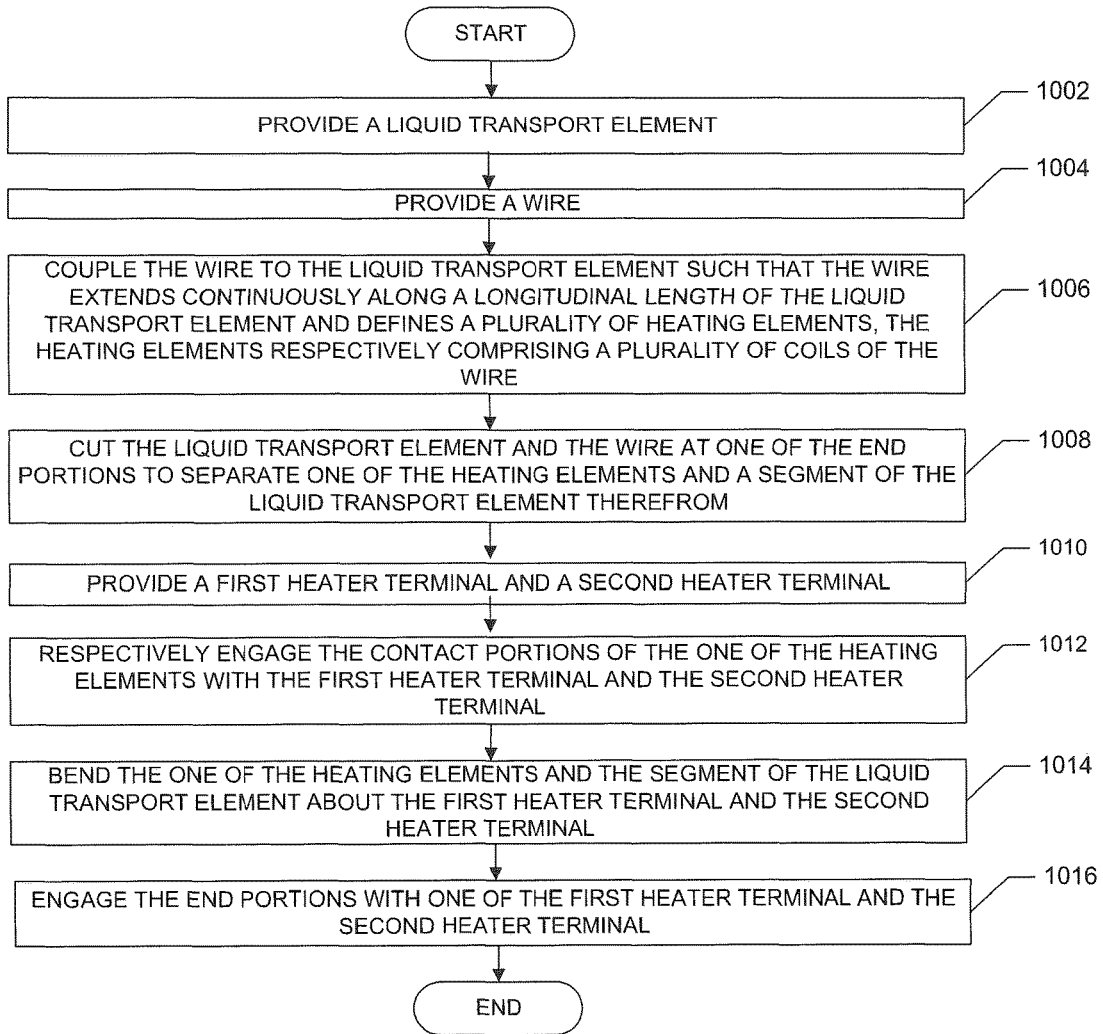 START
1002
PROVIDE A LIQUID TRANSPORT ELEMENT
1004
PROVIDE A WIRE
COUPLE THE WIRE TO THE LIQUID TRANSPORT ELEMENT SUCH THAT THE WIRE
EXTENDS CONTINUOUSLY ALONG A LONGITUDINAL LENGTH OF THE LIQUID
TRANSPORT ELEMENT AND DEFINES A PLURALITY OF HEATING ELEMENTS, THE
HEATING ELEMENTS RESPECTIVELY COMPRISING A PLURALITY OF COILS OF THE
WIRE
1006
CUT THE LIQUID TRANSPORT ELEMENT AND THE WIRE AT ONE OF THE END
PORTIONS TO SEPARATE ONE OF THE HEATING ELEMENTS AND A SEGMENT OF THE
LIQUID TRANSPORT ELEMENT THEREFROM
1008
1010
PROVIDE A FIRST HEATER TERMINAL AND A SECOND HEATER TERMINAL
RESPECTIVELY ENGAGE THE CONTACT PORTIONS OF THE ONE OF THE HEATING
ELEMENTS WITH THE FIRST HEATER TERMINAL AND THE SECOND HEATER
TERMINAL
1012
BEND THE ONE OF THE HEATING ELEMENTS AND THE SEGMENT OF THE LIQUID
TRANSPORT ELEMENT ABOUT THE FIRST HEATER TERMINAL AND THE SECOND
HEATER TERMINAL
1014
ENGAGE THE END PORTIONS WITH ONE OF THE FIRST HEATER TERMINAL AND THE
SECOND HEATER TERMINAL
1016
END